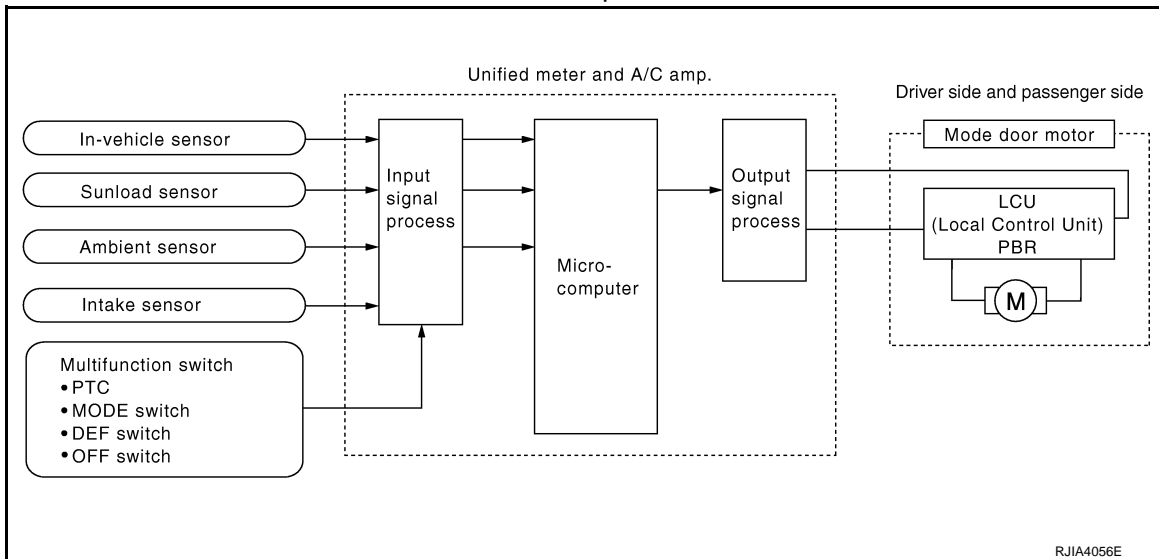 Unified meter and A/C amp.
Driver side and passenger side
Mode door motor
In-vehicle sensor
Sunload sensor
Ambient sensor
Intake sensor
Multifunction switch
•PTC
•MODE switch
•DEF switch
•OFF switch
Input
signal
process
Micro-
computer
Output
signal
process
LCU
(Local Control Unit)
PBR
M
RJIA4056E